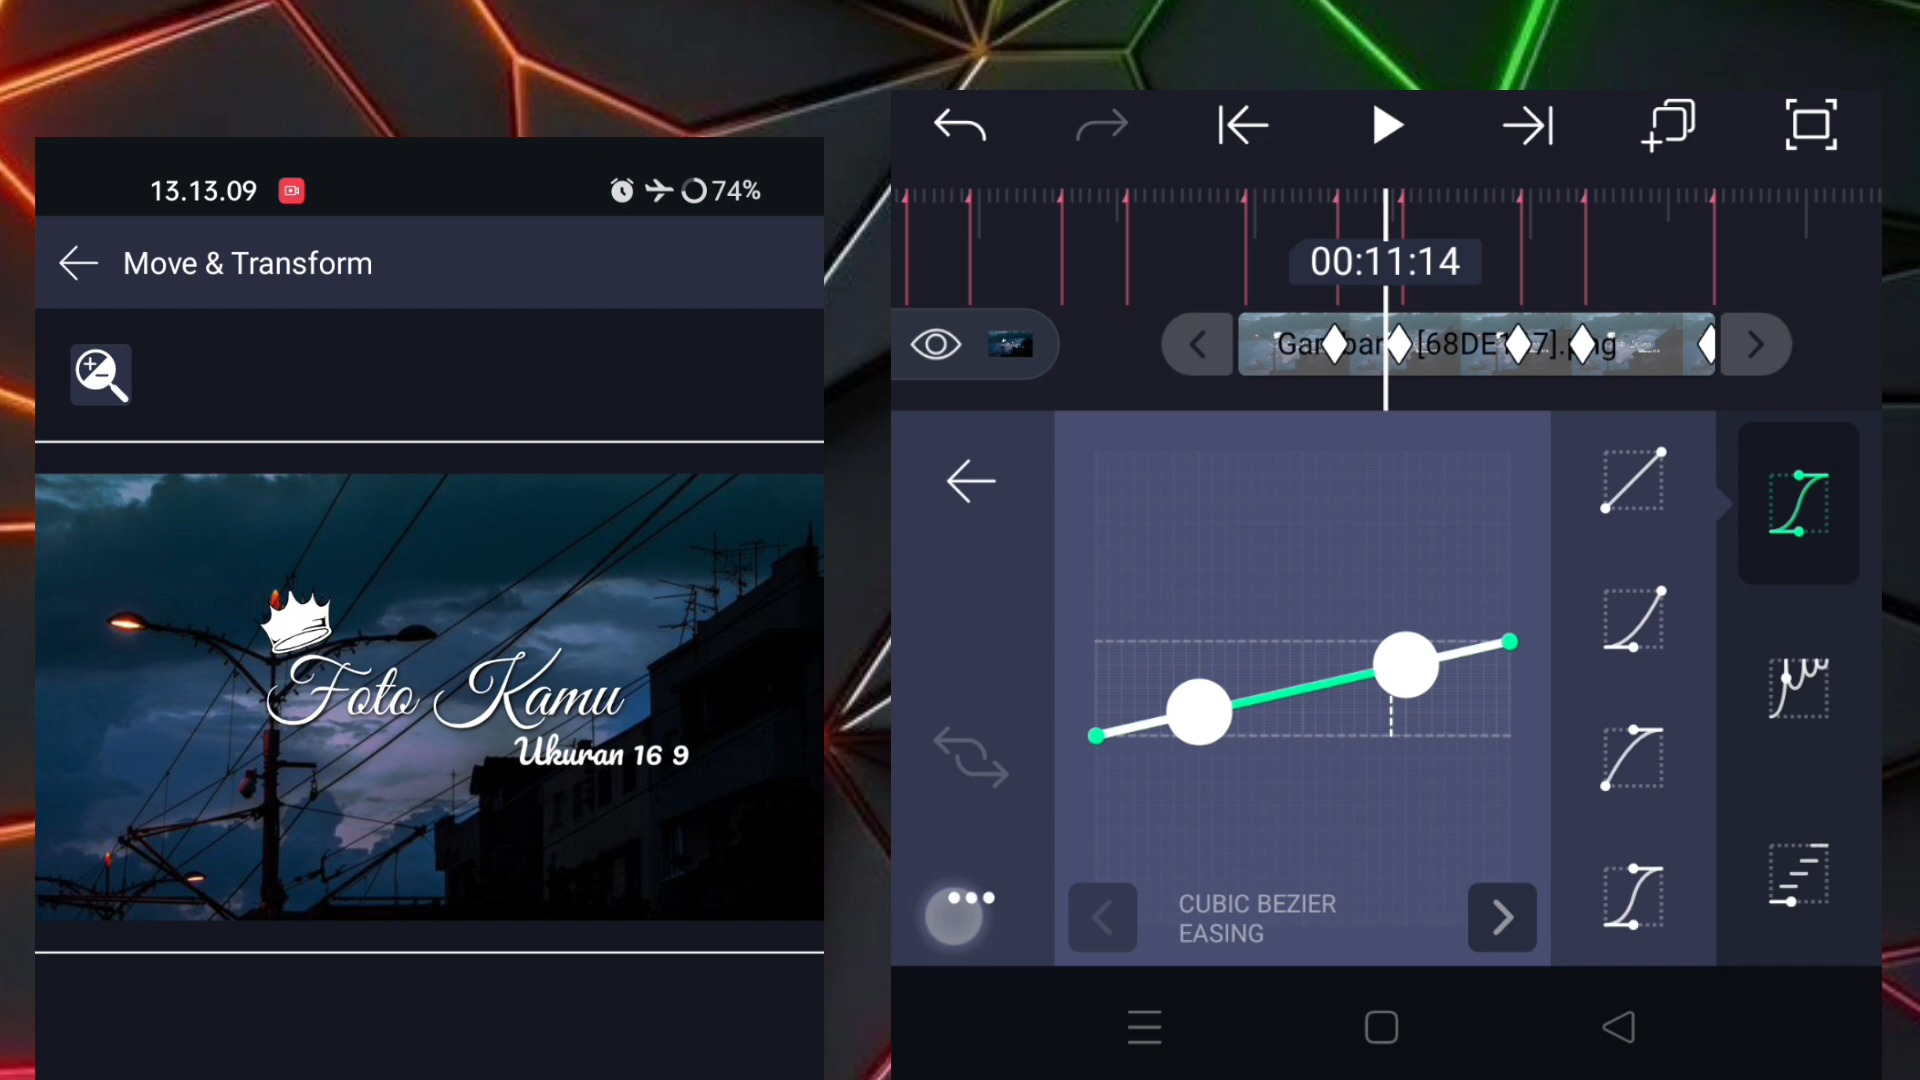 13.13.09
74%
Move & Transform
Foto Kamu
Ukuran 16 9
00:11:14
CUBIC BEZIER
EASING